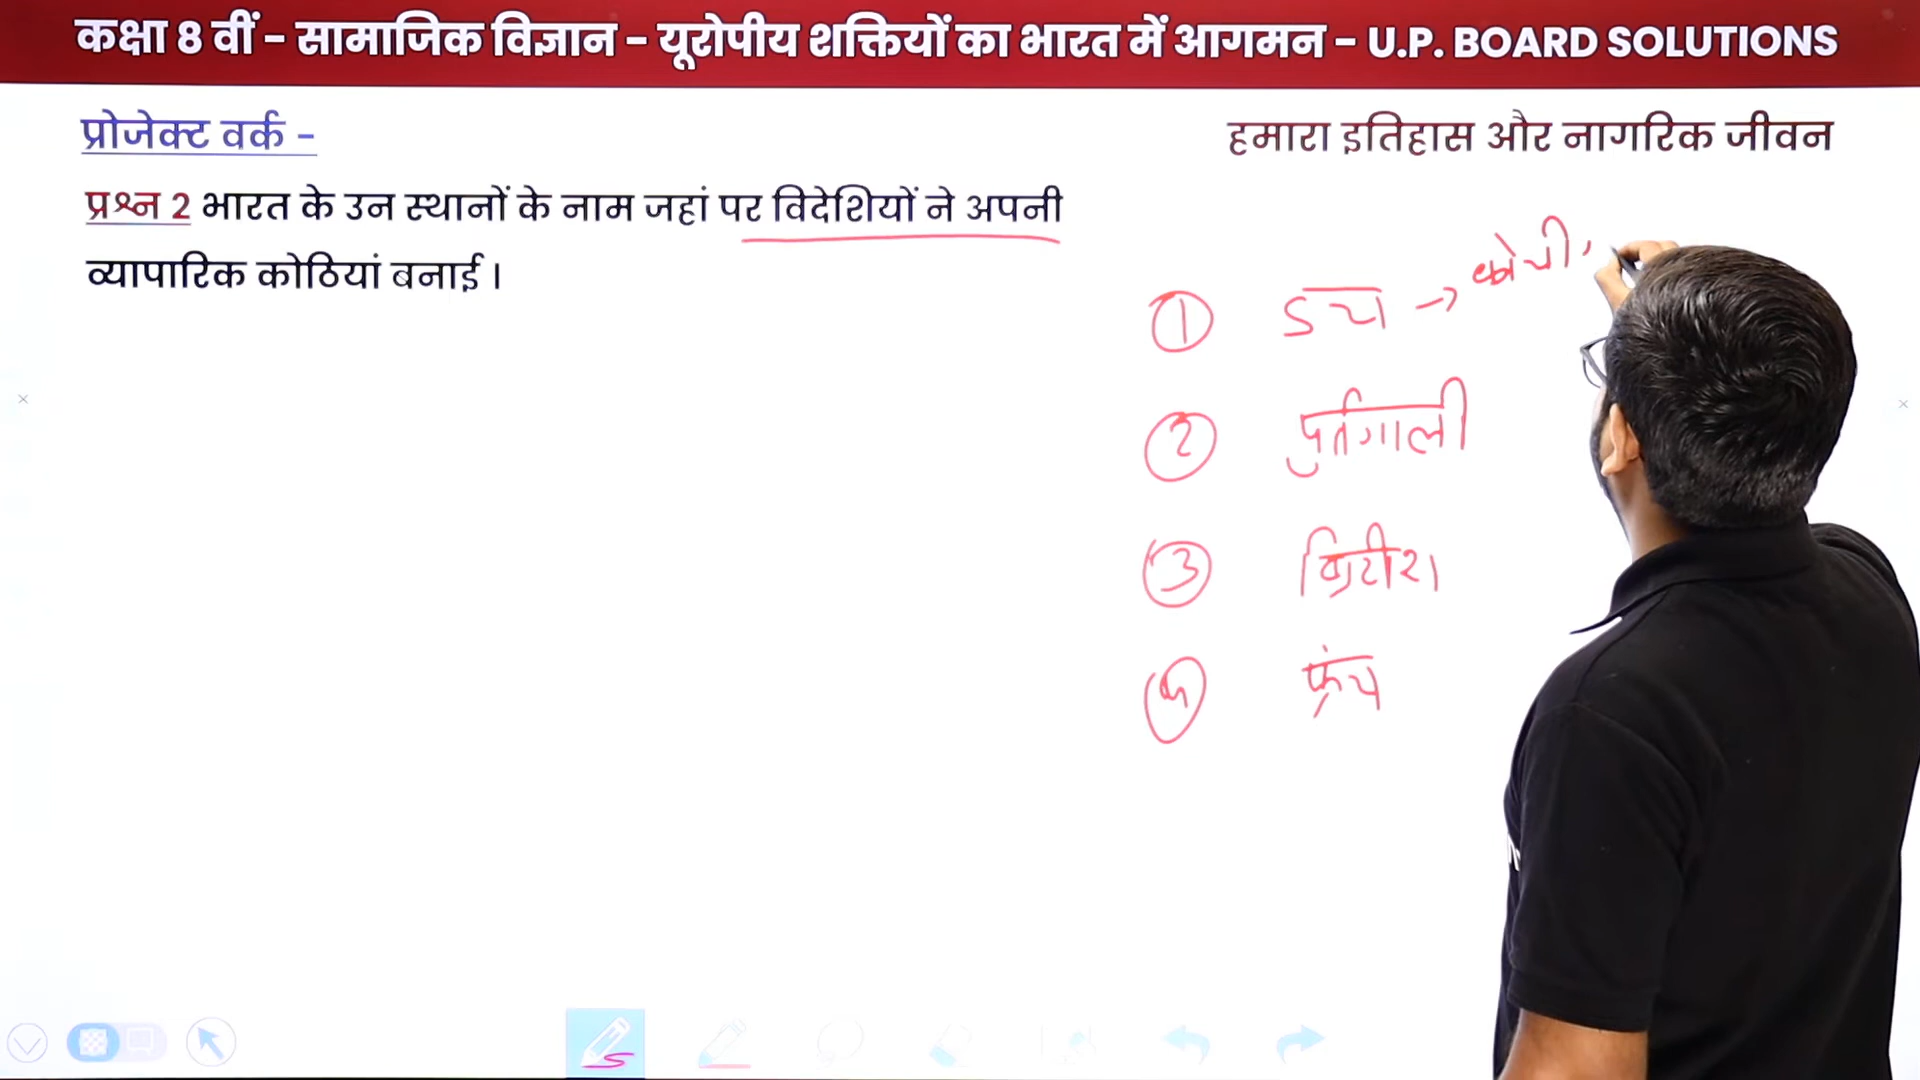 कक्षा 8 वीं - सामाजिक विज्ञान - यूरोपीय शक्तियों का भारत में आगमन - U.P. BOARD SOLUTIONS
प्रोजेक्ट वर्क -
हमारा इतिहास और नागरिक जीवन
प्रश्न 2 भारत के उन स्थानों के नाम जहां पर विदेशियों ने अपनी
व्यापारिक कोठियां बनाई ।
① डच → कोची,
② पुर्तगाली
③ ब्रिटीश
④ फ्रेंच